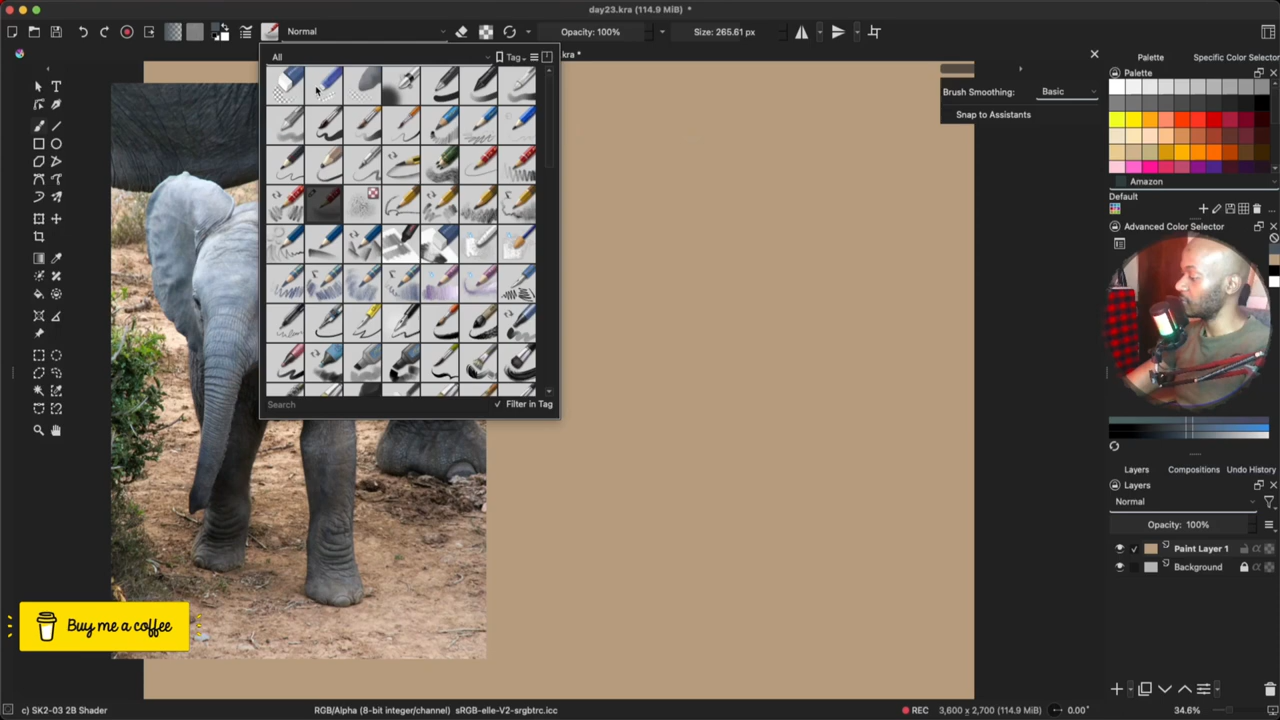 day23.kra (114.9 MiB) *
Normal
Opacity: 100%
Size: 265.61 px
All
Tag
kra *
Search
Filter in Tag
Brush Smoothing:
Basic
Snap to Assistants
Palette
Specific Color Selector
Palette
Amazon
Default
Advanced Color Selector
Layers
Compositions
Undo History
Layers
Normal
Opacity: 100%
Paint Layer 1
Background
Buy me a coffee
c) SK2-03 2B Shader
RGB/Alpha (8-bit integer/channel) sRGB-elle-V2-srgbtrc.icc
REC
3,600 x 2,700 (114.9 MiB)
0.00°
34.6%